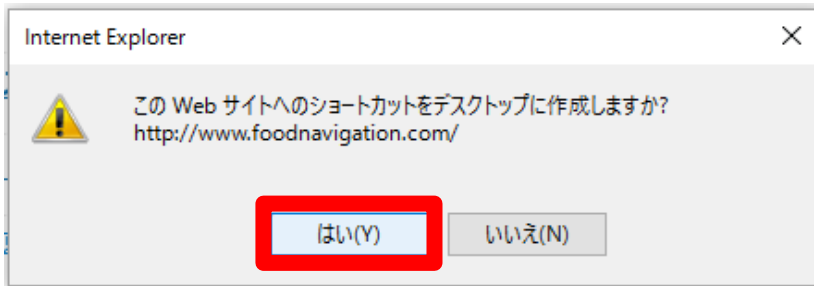 Internet Explorer
この Web サイトへのショートカットをデスクトップに作成しますか?
http://www.foodnavigation.com/
はい(Y)
いいえ(N)